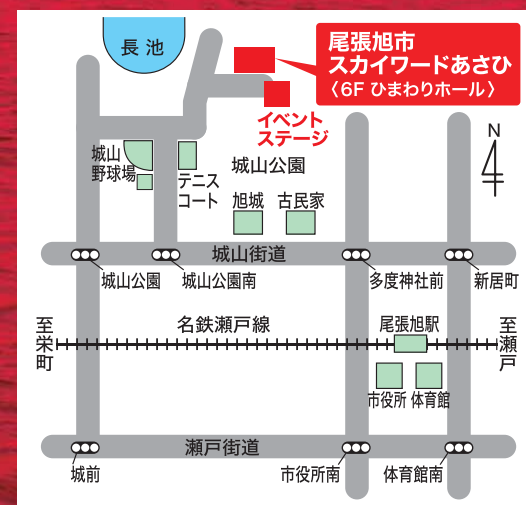 長池
尾張旭市
スカイワードあさひ
〈6F ひまわりホール〉
イベント
ステージ
N
城山
野球場
テニス
コート
城山公園
旭城
古民家
城山街道
城山公園
城山公園南
多度神社前
新居町
至栄町
名鉄瀬戸線
尾張旭駅
至瀬戸
市役所
体育館
瀬戸街道
城前
市役所南
体育館南